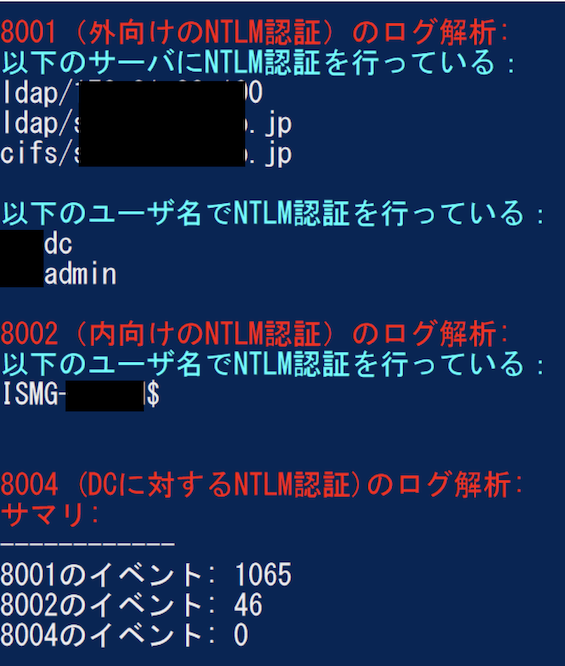 8001 (外向けのNTLM認証) のログ解析:
以下のサーバにNTLM認証を行っている:
ldap/ 0
ldap/s .jp
cifs/s .jp
以下のユーザ名でNTLM認証を行っている:
dc
admin
8002 (内向けのNTLM認証) のログ解析:
以下のユーザ名でNTLM認証を行っている:
ISMG- $
8004 (DCに対するNTLM認証)のログ解析:
サマリ:
------------
8001のイベント: 1065
8002のイベント: 46
8004のイベント: 0